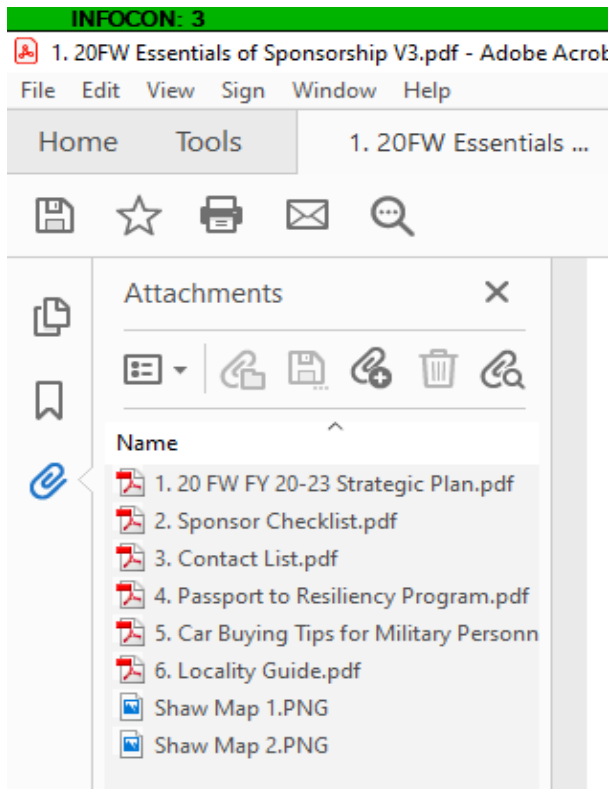 INFOCON: 3
1. 20FW Essentials of Sponsorship V3.pdf - Adobe Acrob
File Edit View Sign Window Help
Home Tools 1. 20FW Essentials ...
Attachments
Name
1. 20 FW FY 20-23 Strategic Plan.pdf
2. Sponsor Checklist.pdf
3. Contact List.pdf
4. Passport to Resiliency Program.pdf
5. Car Buying Tips for Military Personn
6. Locality Guide.pdf
Shaw Map 1.PNG
Shaw Map 2.PNG